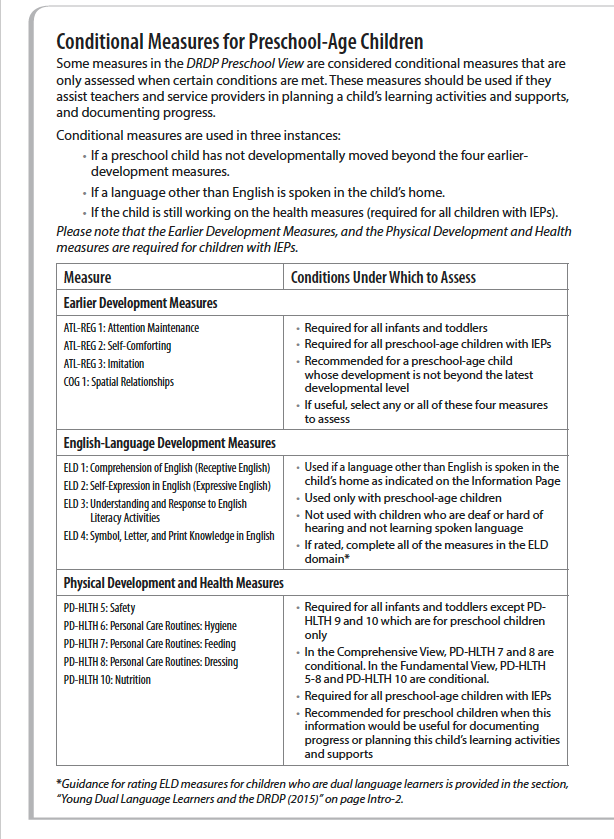 Conditional Measures for Preschool-Age Children
Some measures in the DRDP Preschool View are considered conditional measures that are
only assessed when certain conditions are met. These measures should be used if they
assist teachers and service providers in planning a child's learning activities and supports,
and documenting progress.
Conditional measures are used in three instances:
• If a preschool child has not developmentally moved beyond the four earlier-
development measures.
• If a language other than English is spoken in the child's home.
• If the child is still working on the health measures (required for all children with IEPs).
Please note that the Earlier Development Measures, and the Physical Development and Health
measures are required for children with IEPs.
Measure
Conditions Under Which to Assess
Earlier Development Measures
ATL-REG 1: Attention Maintenance
ATL-REG 2: Self-Comforting
ATL-REG 3: Imitation
COG 1: Spatial Relationships
• Required for all infants and toddlers
• Required for all preschool-age children with IEPs
• Recommended for a preschool-age child
whose development is not beyond the latest
developmental level
• If useful, select any or all of these four measures
to assess
English-Language Development Measures
ELD 1: Comprehension of English (Receptive English)
ELD 2: Self-Expression in English (Expressive English)
ELD 3: Understanding and Response to English
Literacy Activities
ELD 4: Symbol, Letter, and Print Knowledge in English
• Used if a language other than English is spoken in the
child's home as indicated on the Information Page
• Used only with preschool-age children
• Not used with children who are deaf or hard of
hearing and not learning spoken language
• If rated, complete all of the measures in the ELD
domain*
Physical Development and Health Measures
PD-HLTH 5: Safety
PD-HLTH 6: Personal Care Routines: Hygiene
PD-HLTH 7: Personal Care Routines: Feeding
PD-HLTH 8: Personal Care Routines: Dressing
PD-HLTH 10: Nutrition
• Required for all infants and toddlers except PD-
HLTH 9 and 10 which are for preschool children
only
• In the Comprehensive View, PD-HLTH 7 and 8 are
conditional. In the Fundamental View, PD-HLTH
5-8 and PD-HLTH 10 are conditional.
• Required for all preschool-age children with IEPs
• Recommended for preschool children when this
information would be useful for documenting
progress or planning this child's learning activities
and supports
*Guidance for rating ELD measures for children who are dual language learners is provided in the section,
"Young Dual Language Learners and the DRDP (2015)" on page Intro-2.